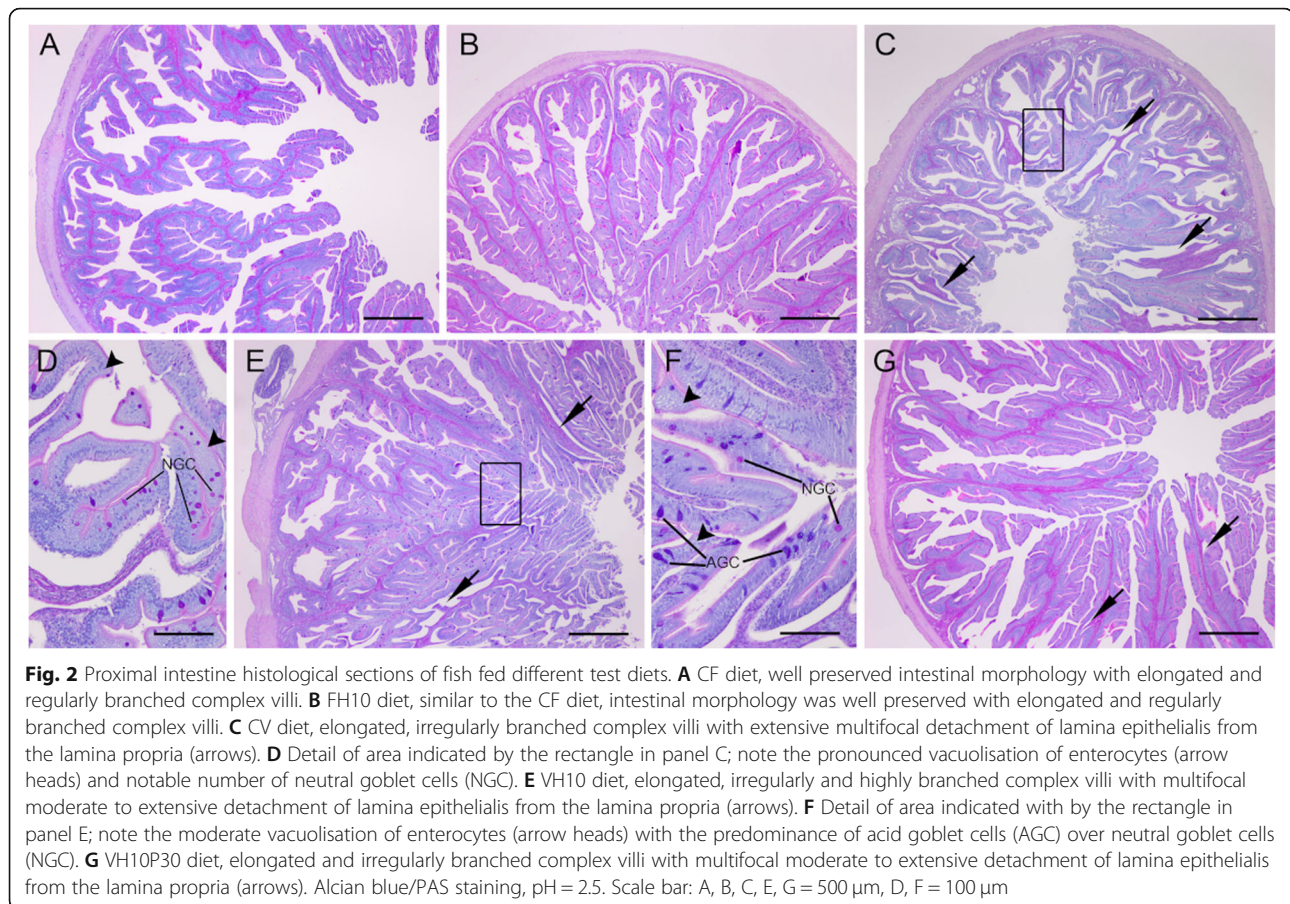 A
B
C
D
NGC
E
F
NGC
AGC
G
Fig. 2 Proximal intestine histological sections of fish fed different test diets. A CF diet, well preserved intestinal morphology with elongated and
regularly branched complex villi. B FH10 diet, similar to the CF diet, intestinal morphology was well preserved with elongated and regularly
branched complex villi. C CV diet, elongated, irregularly branched complex villi with extensive multifocal detachment of lamina epithelialis from
the lamina propria (arrows). D Detail of area indicated by the rectangle in panel C; note the pronounced vacuolisation of enterocytes (arrow
heads) and notable number of neutral goblet cells (NGC). E VH10 diet, elongated, irregularly and highly branched complex villi with multifocal
moderate to extensive detachment of lamina epithelialis from the lamina propria (arrows). F Detail of area indicated with by the rectangle in
panel E; note the moderate vacuolisation of enterocytes (arrow heads) with the predominance of acid goblet cells (AGC) over neutral goblet cells
(NGC). G VH10P30 diet, elongated and irregularly branched complex villi with multifocal moderate to extensive detachment of lamina epithelialis
from the lamina propria (arrows). Alcian blue/PAS staining, pH = 2.5. Scale bar: A, B, C, E, G = 500 μm, D, F = 100 μm